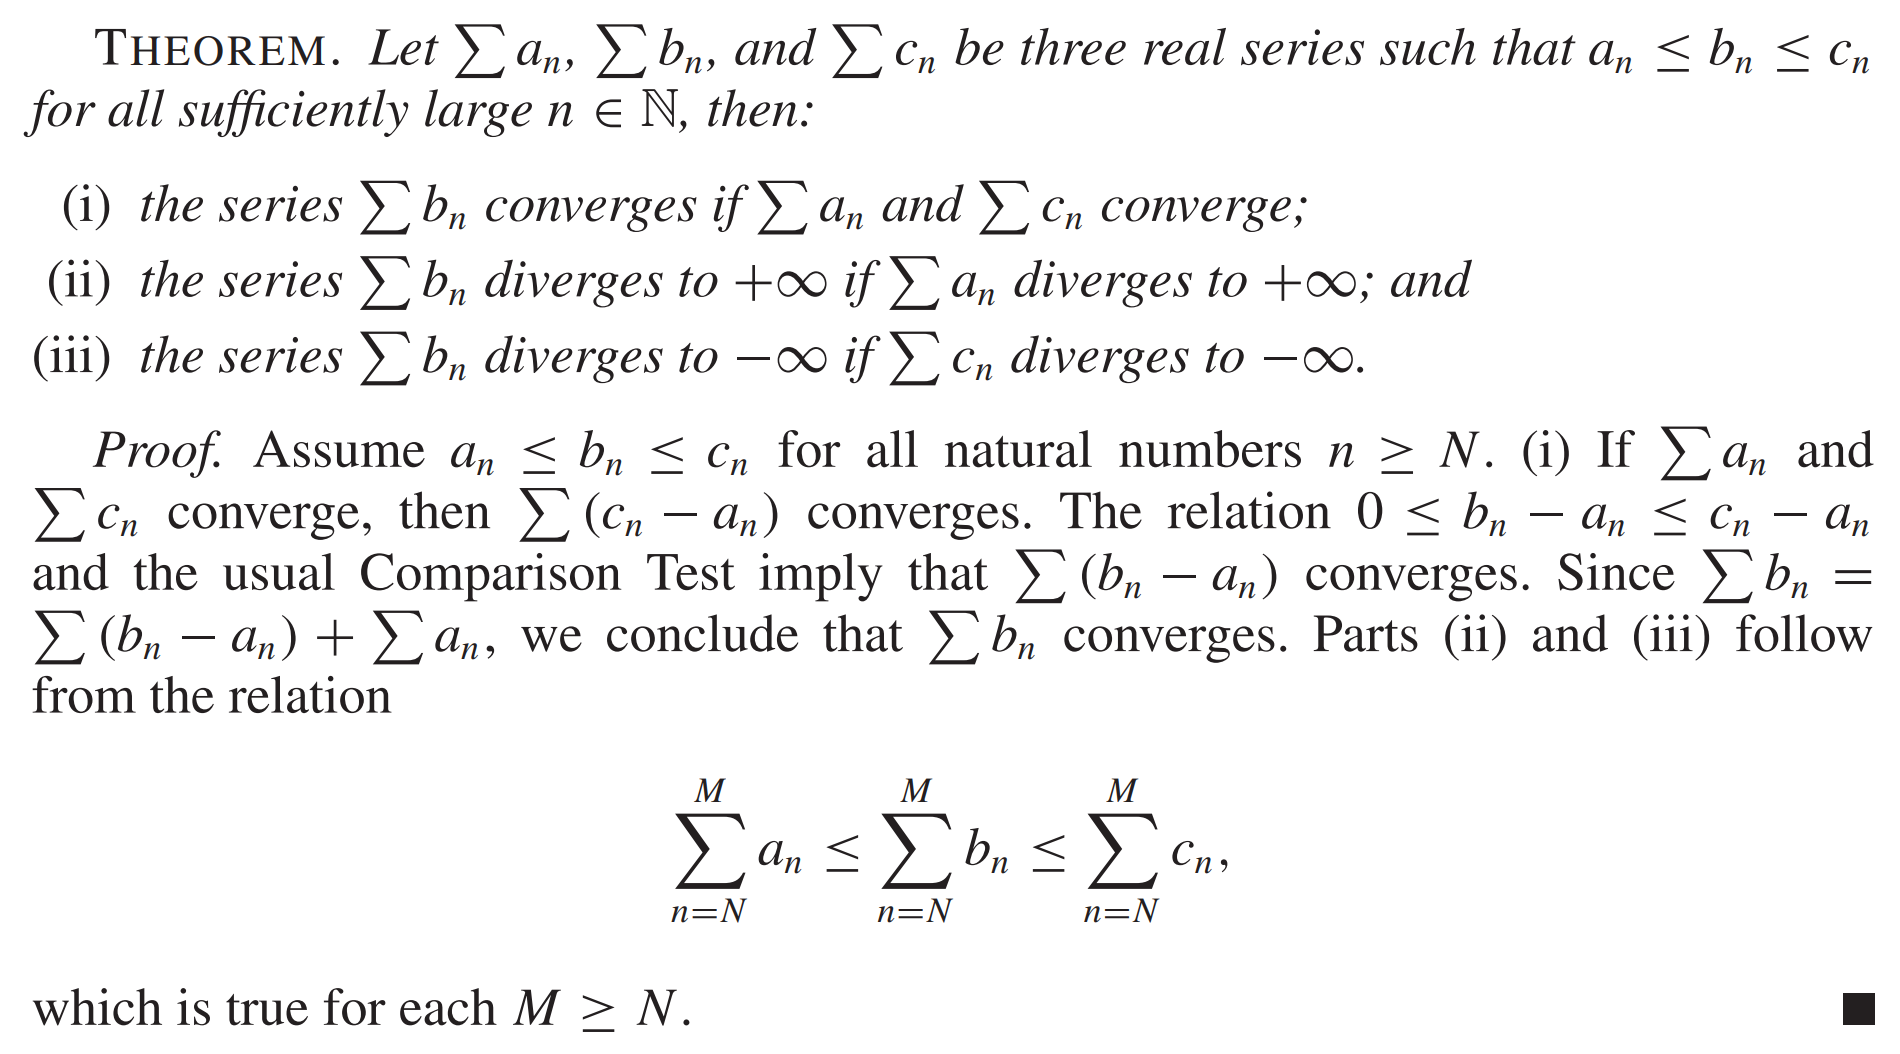 THEOREM. Let ∑ aₙ, ∑ bₙ, and ∑ cₙ be three real series such that aₙ ≤ bₙ ≤ cₙ
for all sufficiently large n ∈ ℕ, then:
(i) the series ∑ bₙ converges if ∑ aₙ and ∑ cₙ converge;
(ii) the series ∑ bₙ diverges to +∞ if ∑ aₙ diverges to +∞; and
(iii) the series ∑ bₙ diverges to −∞ if ∑ cₙ diverges to −∞.
Proof. Assume aₙ ≤ bₙ ≤ cₙ for all natural numbers n ≥ N. (i) If ∑ aₙ and
∑ cₙ converge, then ∑ (cₙ − aₙ) converges. The relation 0 ≤ bₙ − aₙ ≤ cₙ − aₙ
and the usual Comparison Test imply that ∑ (bₙ − aₙ) converges. Since ∑ bₙ =
∑ (bₙ − aₙ) + ∑ aₙ, we conclude that ∑ bₙ converges. Parts (ii) and (iii) follow
from the relation
∑_{n=N}^{M} aₙ ≤ ∑_{n=N}^{M} bₙ ≤ ∑_{n=N}^{M} cₙ,
which is true for each M ≥ N. ■